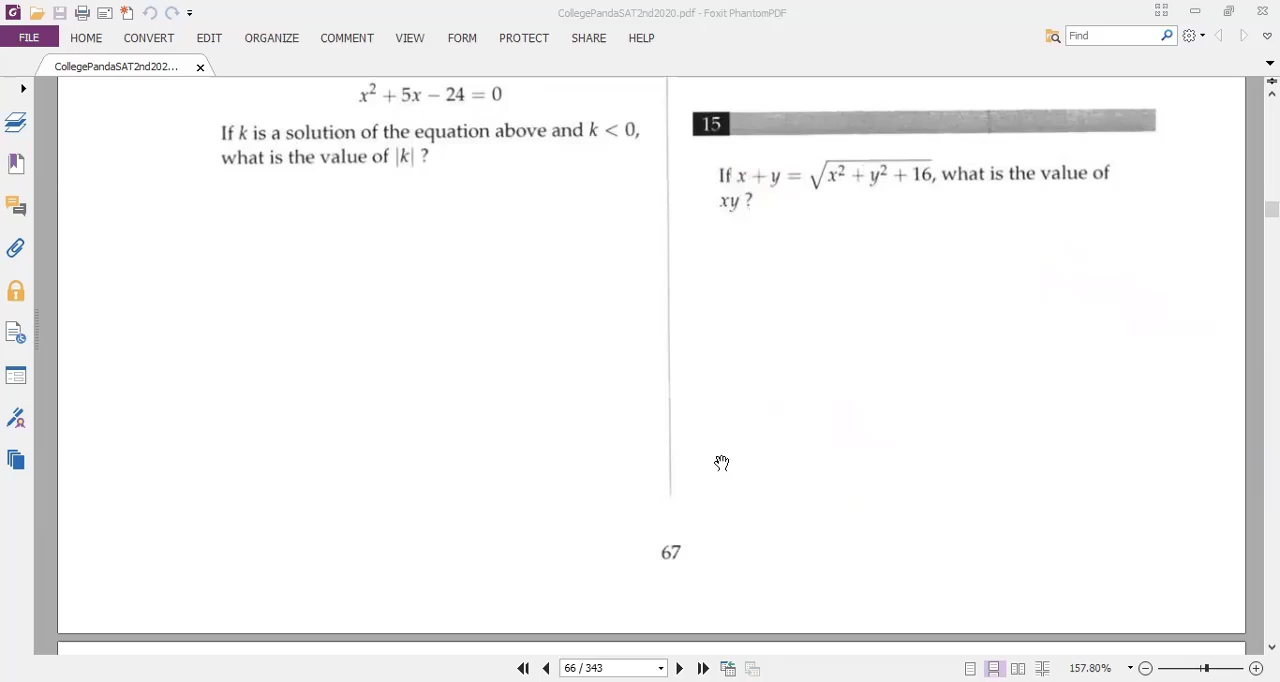 CollegePandaSAT2nd2020.pdf - Foxit PhantomPDF
FILE HOME CONVERT EDIT ORGANIZE COMMENT VIEW FORM PROTECT SHARE HELP
Find
CollegePandaSAT2nd202...
x² + 5x − 24 = 0
If k is a solution of the equation above and k < 0,
what is the value of |k| ?
15
If x + y = √(x² + y² + 16), what is the value of
xy ?
67
66 / 343
157.80%